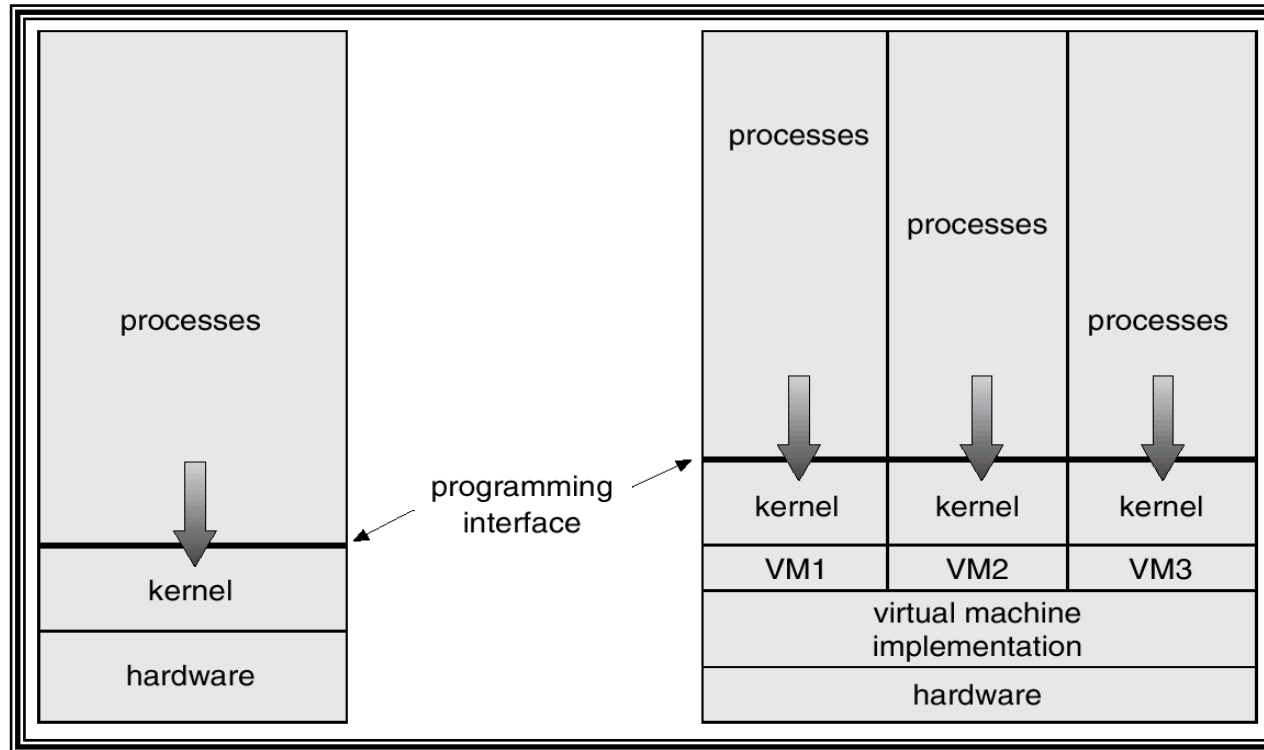 processes
kernel
hardware
programming
interface
processes
processes
processes
kernel
kernel
kernel
VM1
VM2
VM3
virtual machine
implementation
hardware